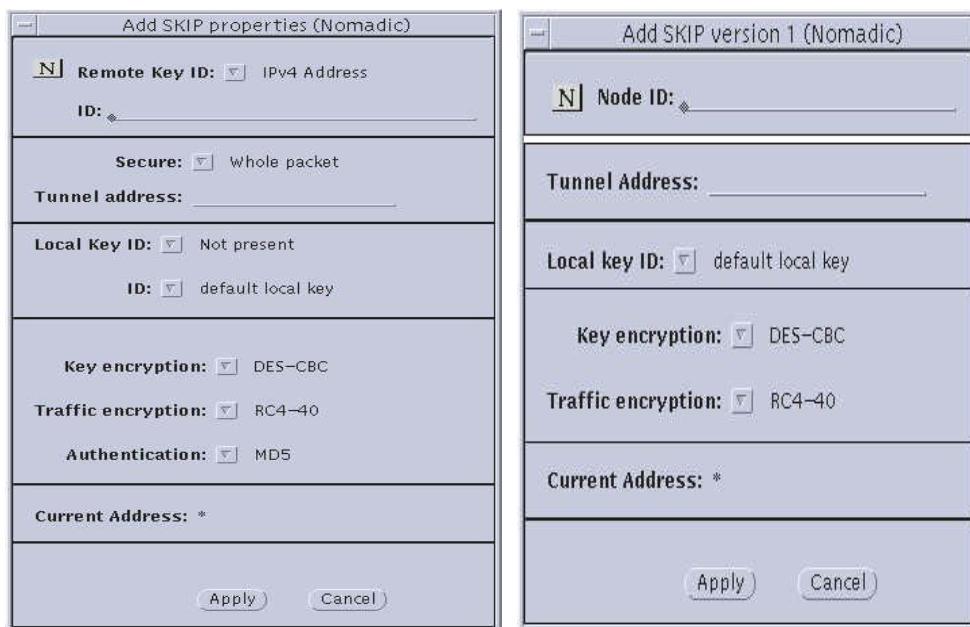 Add SKIP properties (Nomadic)
N Remote Key ID: IPv4 Address
ID:
Secure: Whole packet
Tunnel address:
Local Key ID: Not present
ID: default local key
Key encryption: DES-CBC
Traffic encryption: RC4-40
Authentication: MD5
Current Address: *
Apply Cancel
Add SKIP version 1 (Nomadic)
N Node ID:
Tunnel Address:
Local key ID: default local key
Key encryption: DES-CBC
Traffic encryption: RC4-40
Current Address: *
Apply Cancel